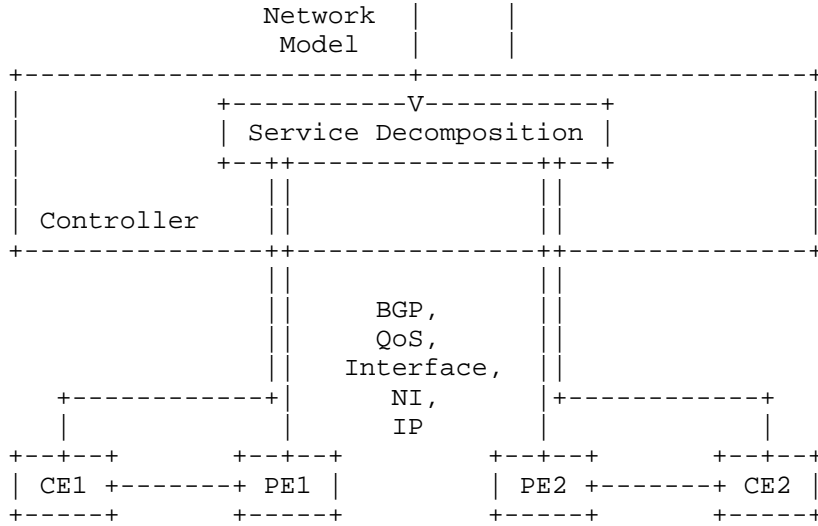 Network
Model
V
Service Decomposition
Controller
BGP,
QoS,
Interface,
NI,
IP
CE1 PE1 PE2 CE2